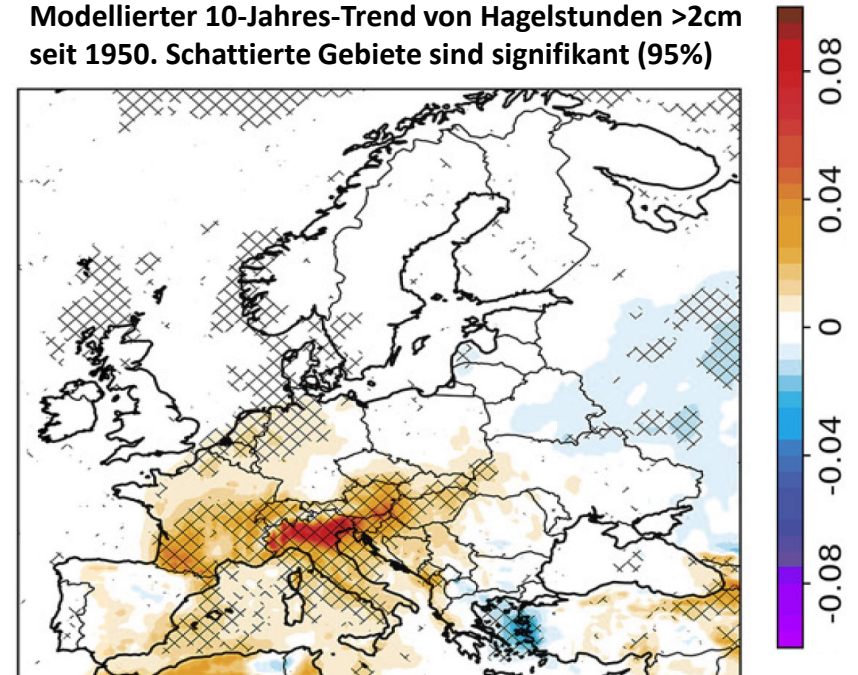 Modellierter 10-Jahres-Trend von Hagelstunden >2cm
seit 1950. Schattierte Gebiete sind signifikant (95%)
0.08
0.04
0
-0.04
-0.08